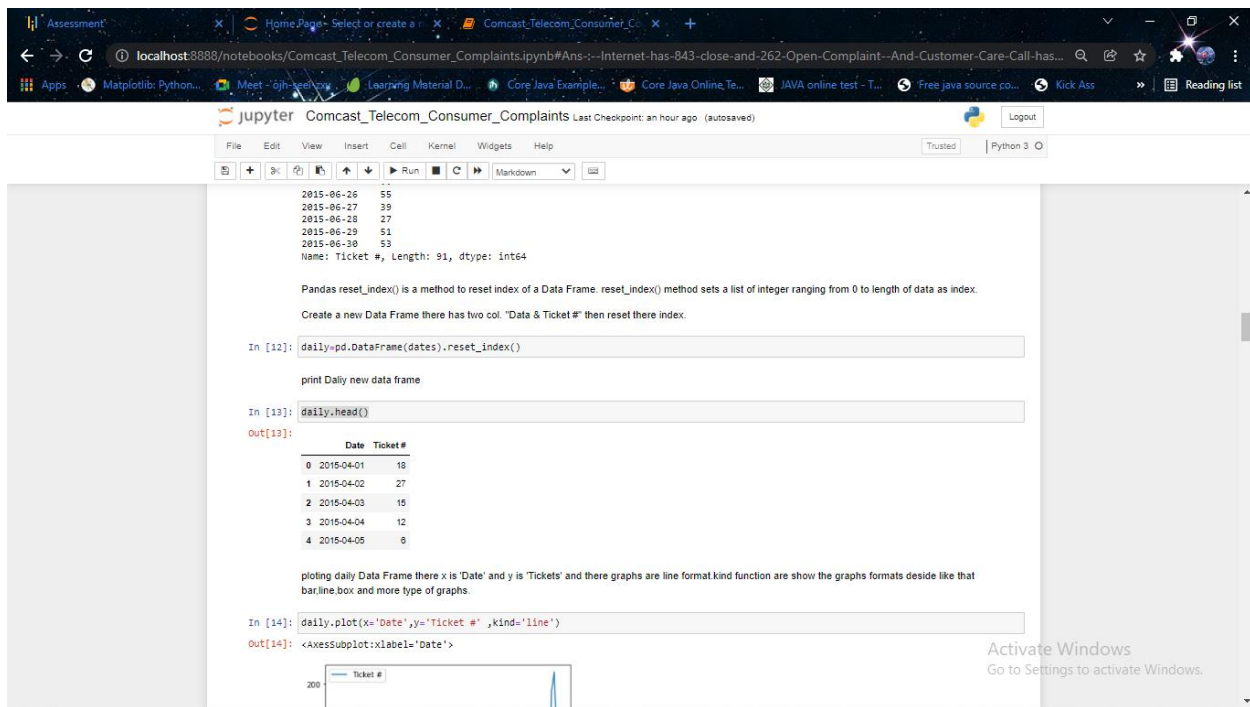 Assessment
Home Page - Select or create a n
Comcast_Telecom_Consumer_Co
localhost:8888/notebooks/Comcast_Telecom_Consumer_Complaints.ipynb#Ans-:--Internet-has-843-close-and-262-Open-Complaint--And-Customer-Care-Call-has...
Apps Matplotlib: Python... Learning Material D... Core Java Example... Core Java Online Te... JAVA online test - T... Free java source co... Kick Ass » Reading list
jupyter Comcast_Telecom_Consumer_Complaints Last Checkpoint: an hour ago (autosaved) Logout
File Edit View Insert Cell Kernel Widgets Help Trusted Python 3
Run Markdown
2015-06-26 55
2015-06-27 39
2015-06-28 27
2015-06-29 51
2015-06-30 53
Name: Ticket #, Length: 91, dtype: int64
Pandas reset_index() is a method to reset index of a Data Frame. reset_index() method sets a list of integer ranging from 0 to length of data as index.
Create a new Data Frame there has two col. "Data & Ticket #" then reset there index.
In [12]: daily=pd.DataFrame(dates).reset_index()
print Daliy new data frame
In [13]: daily.head()
Out[13]:
Date Ticket #
0 2015-04-01 18
1 2015-04-02 27
2 2015-04-03 15
3 2015-04-04 12
4 2015-04-05 6
ploting daily Data Frame there x is 'Date' and y is 'Tickets' and there graphs are line format.kind function are show the graphs formats deside like that
bar,line,box and more type of graphs.
In [14]: daily.plot(x='Date',y='Ticket #' ,kind='line')
Out[14]: <AxesSubplot:xlabel='Date'>
Ticket #
200
Activate Windows
Go to Settings to activate Windows.